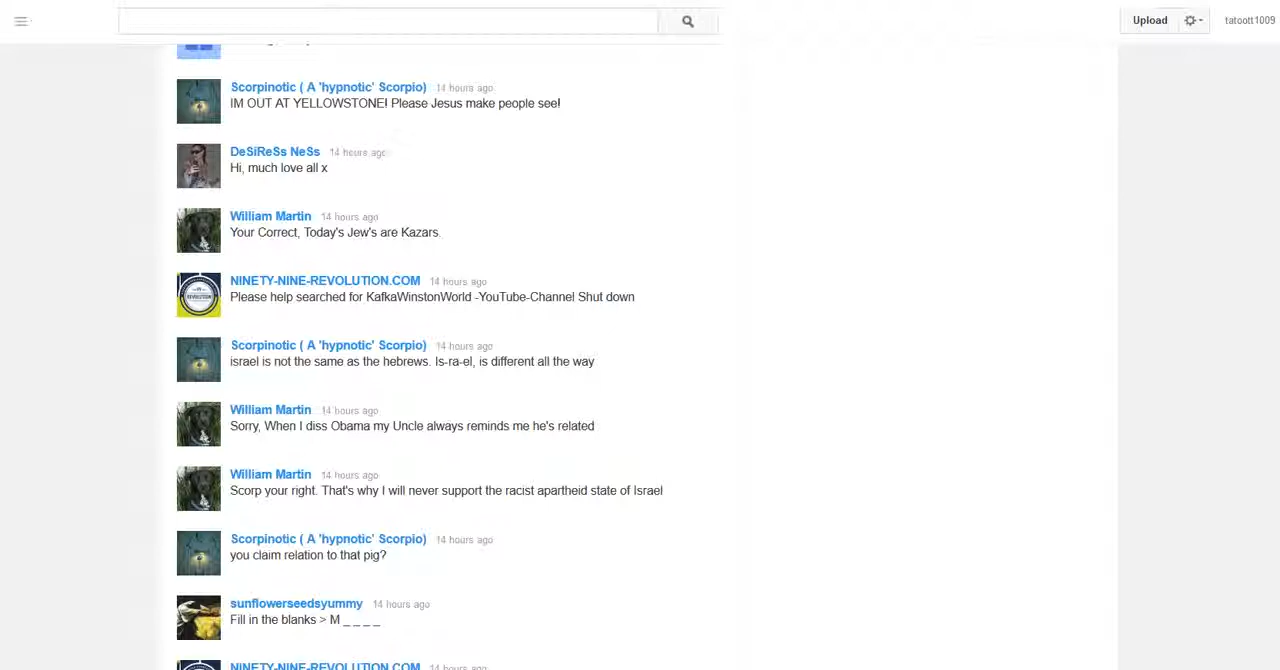 Upload
tatoott1009
Scorpinotic ( A 'hypnotic' Scorpio) 14 hours ago
IM OUT AT YELLOWSTONE! Please Jesus make people see!
DeSiReSs NeSs 14 hours ago
Hi, much love all x
William Martin 14 hours ago
Your Correct, Today's Jew's are Kazars.
NINETY-NINE-REVOLUTION.COM 14 hours ago
Please help searched for KafkaWinstonWorld -YouTube-Channel Shut down
Scorpinotic ( A 'hypnotic' Scorpio) 14 hours ago
israel is not the same as the hebrews. Is-ra-el, is different all the way
William Martin 14 hours ago
Sorry, When I diss Obama my Uncle always reminds me he's related
William Martin 14 hours ago
Scorp your right. That's why I will never support the racist apartheid state of Israel
Scorpinotic ( A 'hypnotic' Scorpio) 14 hours ago
you claim relation to that pig?
sunflowerseedsyummy 14 hours ago
Fill in the blanks > M _ _ _ _
NINETY-NINE-REVOLUTION.COM 14 hours ago